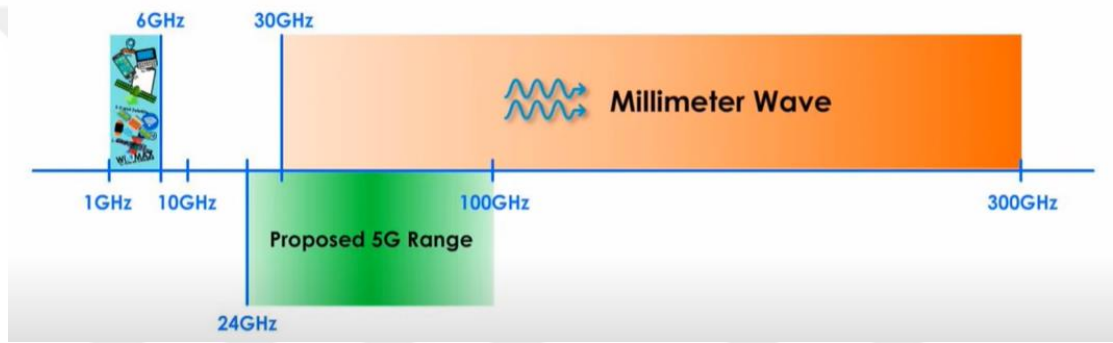 6GHz
30GHz
Millimeter Wave
1GHz
10GHz
100GHz
300GHz
Proposed 5G Range
24GHz